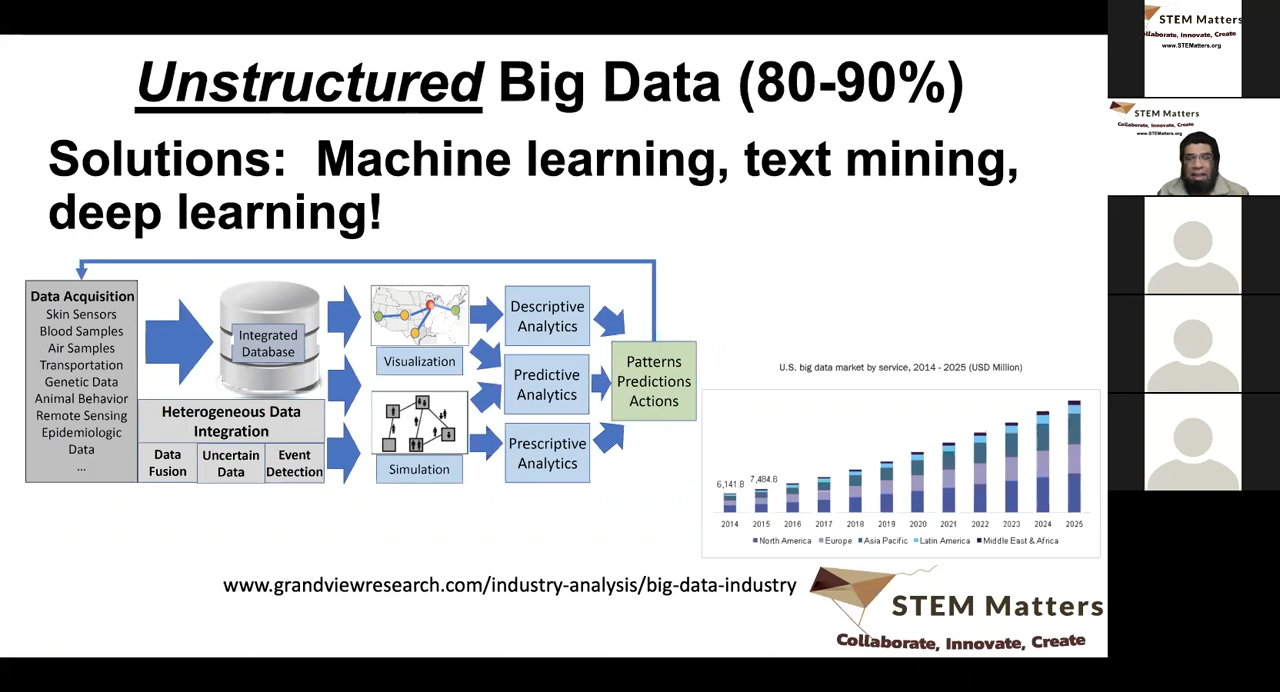 Unstructured Big Data (80-90%)
Solutions: Machine learning, text mining,
deep learning!
Data Acquisition
Skin Sensors
Blood Samples
Air Samples
Transportation
Genetic Data
Animal Behavior
Remote Sensing
Epidemiologic
Data
...
Integrated
Database
Heterogeneous Data
Integration
Data
Fusion
Uncertain
Data
Event
Detection
Visualization
Simulation
Descriptive
Analytics
Predictive
Analytics
Prescriptive
Analytics
Patterns
Predictions
Actions
U.S. big data market by service, 2014 - 2025 (USD Million)
6,141.8
7,484.8
2014 2015 2016 2017 2018 2019 2020 2021 2022 2023 2024 2025
North America Europe Asia Pacific Latin America Middle East & Africa
www.grandviewresearch.com/industry-analysis/big-data-industry
STEM Matters
Collaborate, Innovate, Create
STEM Matters
Collaborate, Innovate, Create
www.STEMatters.org
STEM Matters
Collaborate, Innovate, Create
www.STEMatters.org